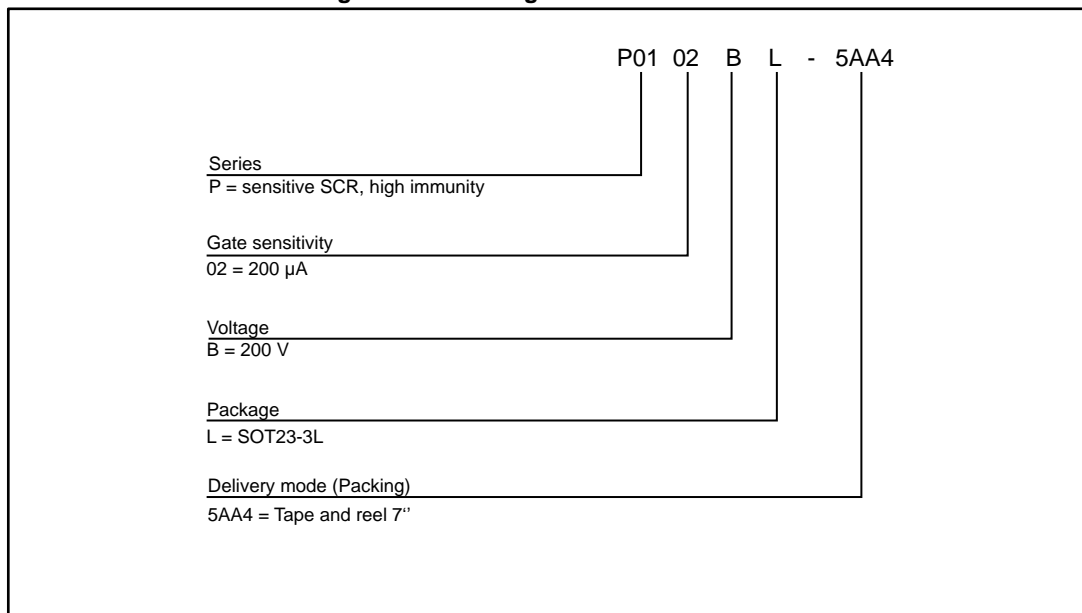 P01 02 B L - 5AA4
Series
P = sensitive SCR, high immunity
Gate sensitivity
02 = 200 µA
Voltage
B = 200 V
Package
L = SOT23-3L
Delivery mode (Packing)
5AA4 = Tape and reel 7‘’